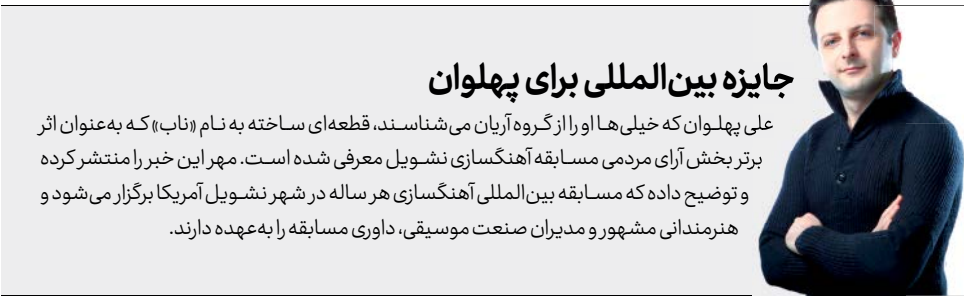 جایزه بین‌المللی برای پهلوان
علی پهلوان که خیلی‌ها او را از گروه آریان می‌شناسند، قطعه‌ای ساخته به نام «ناب» که به‌عنوان اثر
برتر بخش آرای مردمی مسابقه آهنگسازی نشویل معرفی شده است. مهر این خبر را منتشر کرده
و توضیح داده که مسابقه بین‌المللی آهنگسازی هر ساله در شهر نشویل آمریکا برگزار می‌شود و
هنرمندانی مشهور و مدیران صنعت موسیقی، داوری مسابقه را به‌عهده دارند.